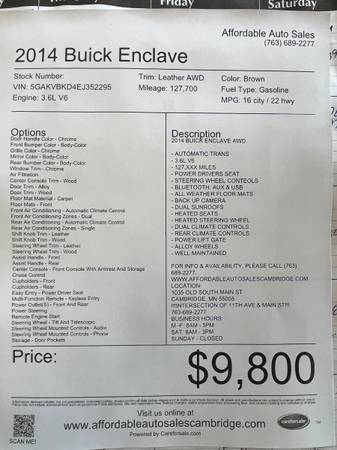 Friday
Saturday
Affordable Auto Sales
(763) 689-2277
2014 Buick Enclave
Stock Number:
Trim: Leather AWD
Color: Brown
VIN: 5GAKVBKD4EJ352295
Mileage: 127,700
Fuel Type: Gasoline
Engine: 3.6L V6
MPG: 16 city / 22 hwy
Options
Door Handle Color - Chrome
Front Bumper Color - Body-Color
Grille Color - Chrome
Mirror Color - Body-Color
Rear Bumper Color - Body-Color
Window Trim - Chrome
Air Filtration
Center Console Trim - Wood
Door Trim - Alloy
Door Trim - Wood
Floor Mat Material - Carpet
Floor Mats - Front
Front Air Conditioning - Automatic Climate Control
Front Air Conditioning Zones - Dual
Rear Air Conditioning - Automatic Climate Control
Rear Air Conditioning Zones - Single
Shift Knob Trim - Leather
Shift Knob Trim - Wood
Steering Wheel Trim - Leather
Steering Wheel Trim - Wood
Assist Handle - Front
Assist Handle - Rear
Center Console - Front Console With Armrest And Storage
Cruise Control
Cupholders - Front
Cupholders - Rear
Easy Entry - Power Driver Seat
Multi-Function Remote - Keyless Entry
Power Outlet(s) - Front And Rear
Power Steering
Remote Engine Start
Steering Wheel - Tilt And Telescopic
Steering Wheel Mounted Controls - Audio
Steering Wheel Mounted Controls - Phone
Storage - Door Pockets
Description
2014 BUICK ENCLAVE AWD
- AUTOMATIC TRANS
- 3.6L V6
- 127,XXX MILES
- POWER DRIVERS SEAT
- STEERING WHEEL CONTEOLS
- BLUETOOTH, AUX & USB
- ALL WEATHER FLOOR MATS
- BACK UP CAMERA
- DUAL SUNROOFS
- HEATED SEATS
- HEATED STEERING WHEEL
- DUAL CLIMATE CONTROLS
- REAR CLIMATE CONTROLS
- POWER LIFT GATE
- ALLOY WHEELS
- WELL MAINTAINED
FOR INFO & AVAILABILITY, PLEASE CALL (763)
689-2277.
WWW.AFFORDABLEAUTOSALESCAMBRIDGE.COM
LOCATION:
1035 OLD SOUTH MAIN ST
CAMBRIDGE, MN 55008
!!!INTERSECTION OF 11TH AVE & MAIN ST!!!
763-689-2277
BUSINESS HOURS:
M-F: 8AM - 5PM
SAT: 8AM - 3PM
SUNDAY - CLOSED
Price:
$9,800
Visit us online at
www.affordableautosalescambridge.com
Powered by Carsforsale.com
carsforsale
SCAN ME!